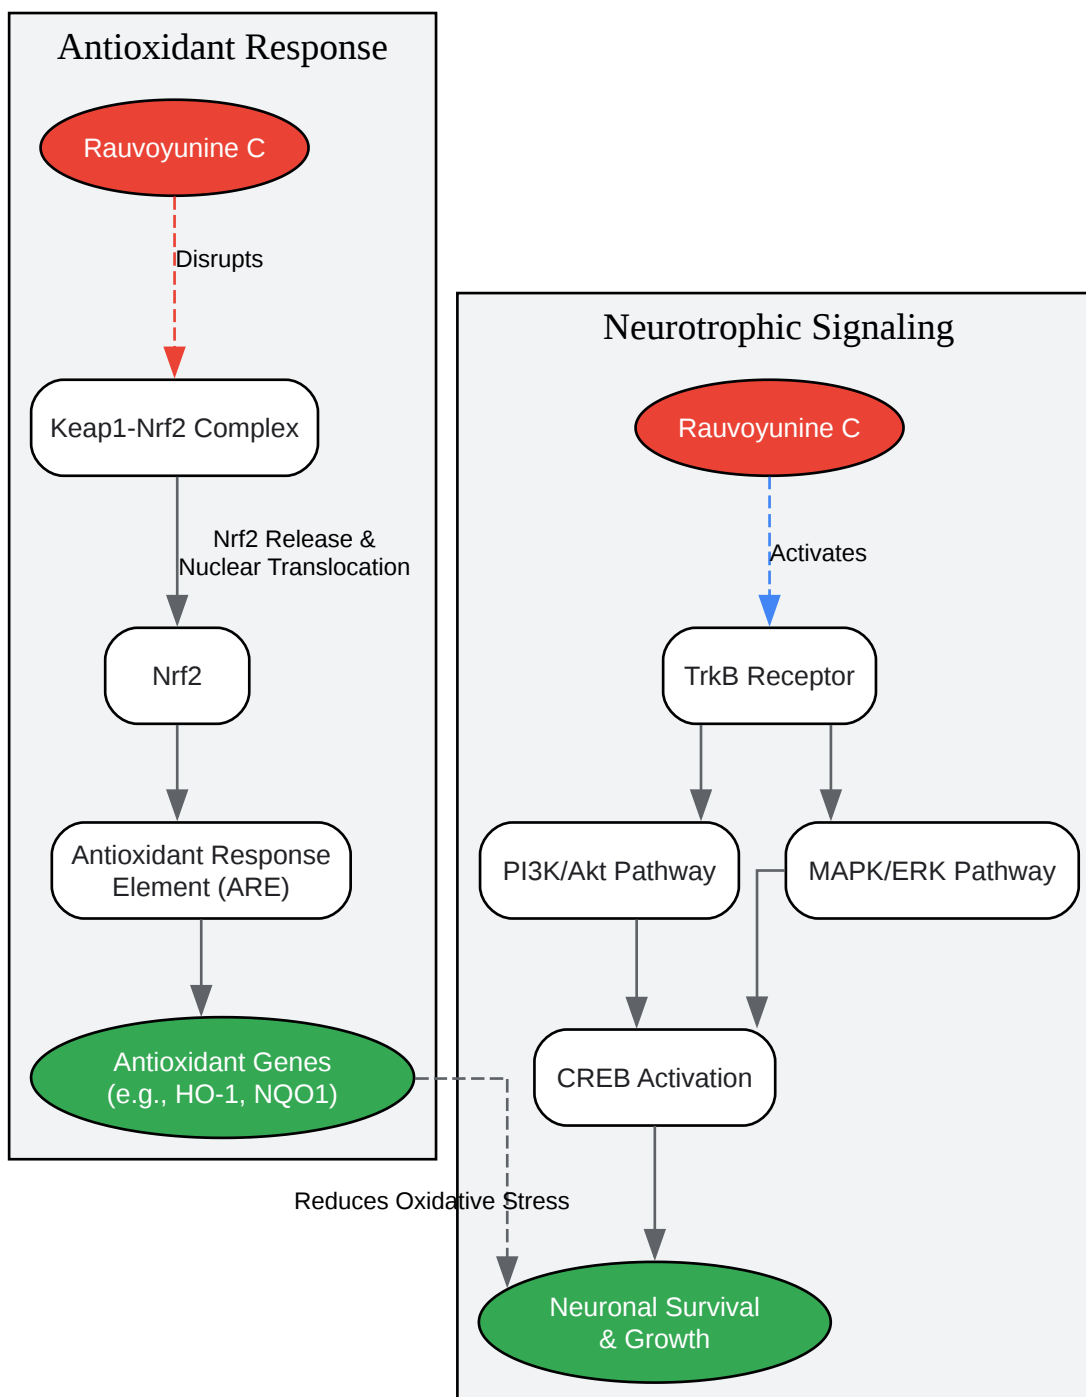 Antioxidant Response
Rauvoyunine C
Disrupts
Keap1-Nrf2 Complex
Nrf2 Release &
Nuclear Translocation
Nrf2
Antioxidant Response
Element (ARE)
Antioxidant Genes
(e.g., HO-1, NQO1)
Reduces Oxidative Stress
Neurotrophic Signaling
Rauvoyunine C
Activates
TrkB Receptor
PI3K/Akt Pathway
MAPK/ERK Pathway
CREB Activation
Neuronal Survival
& Growth